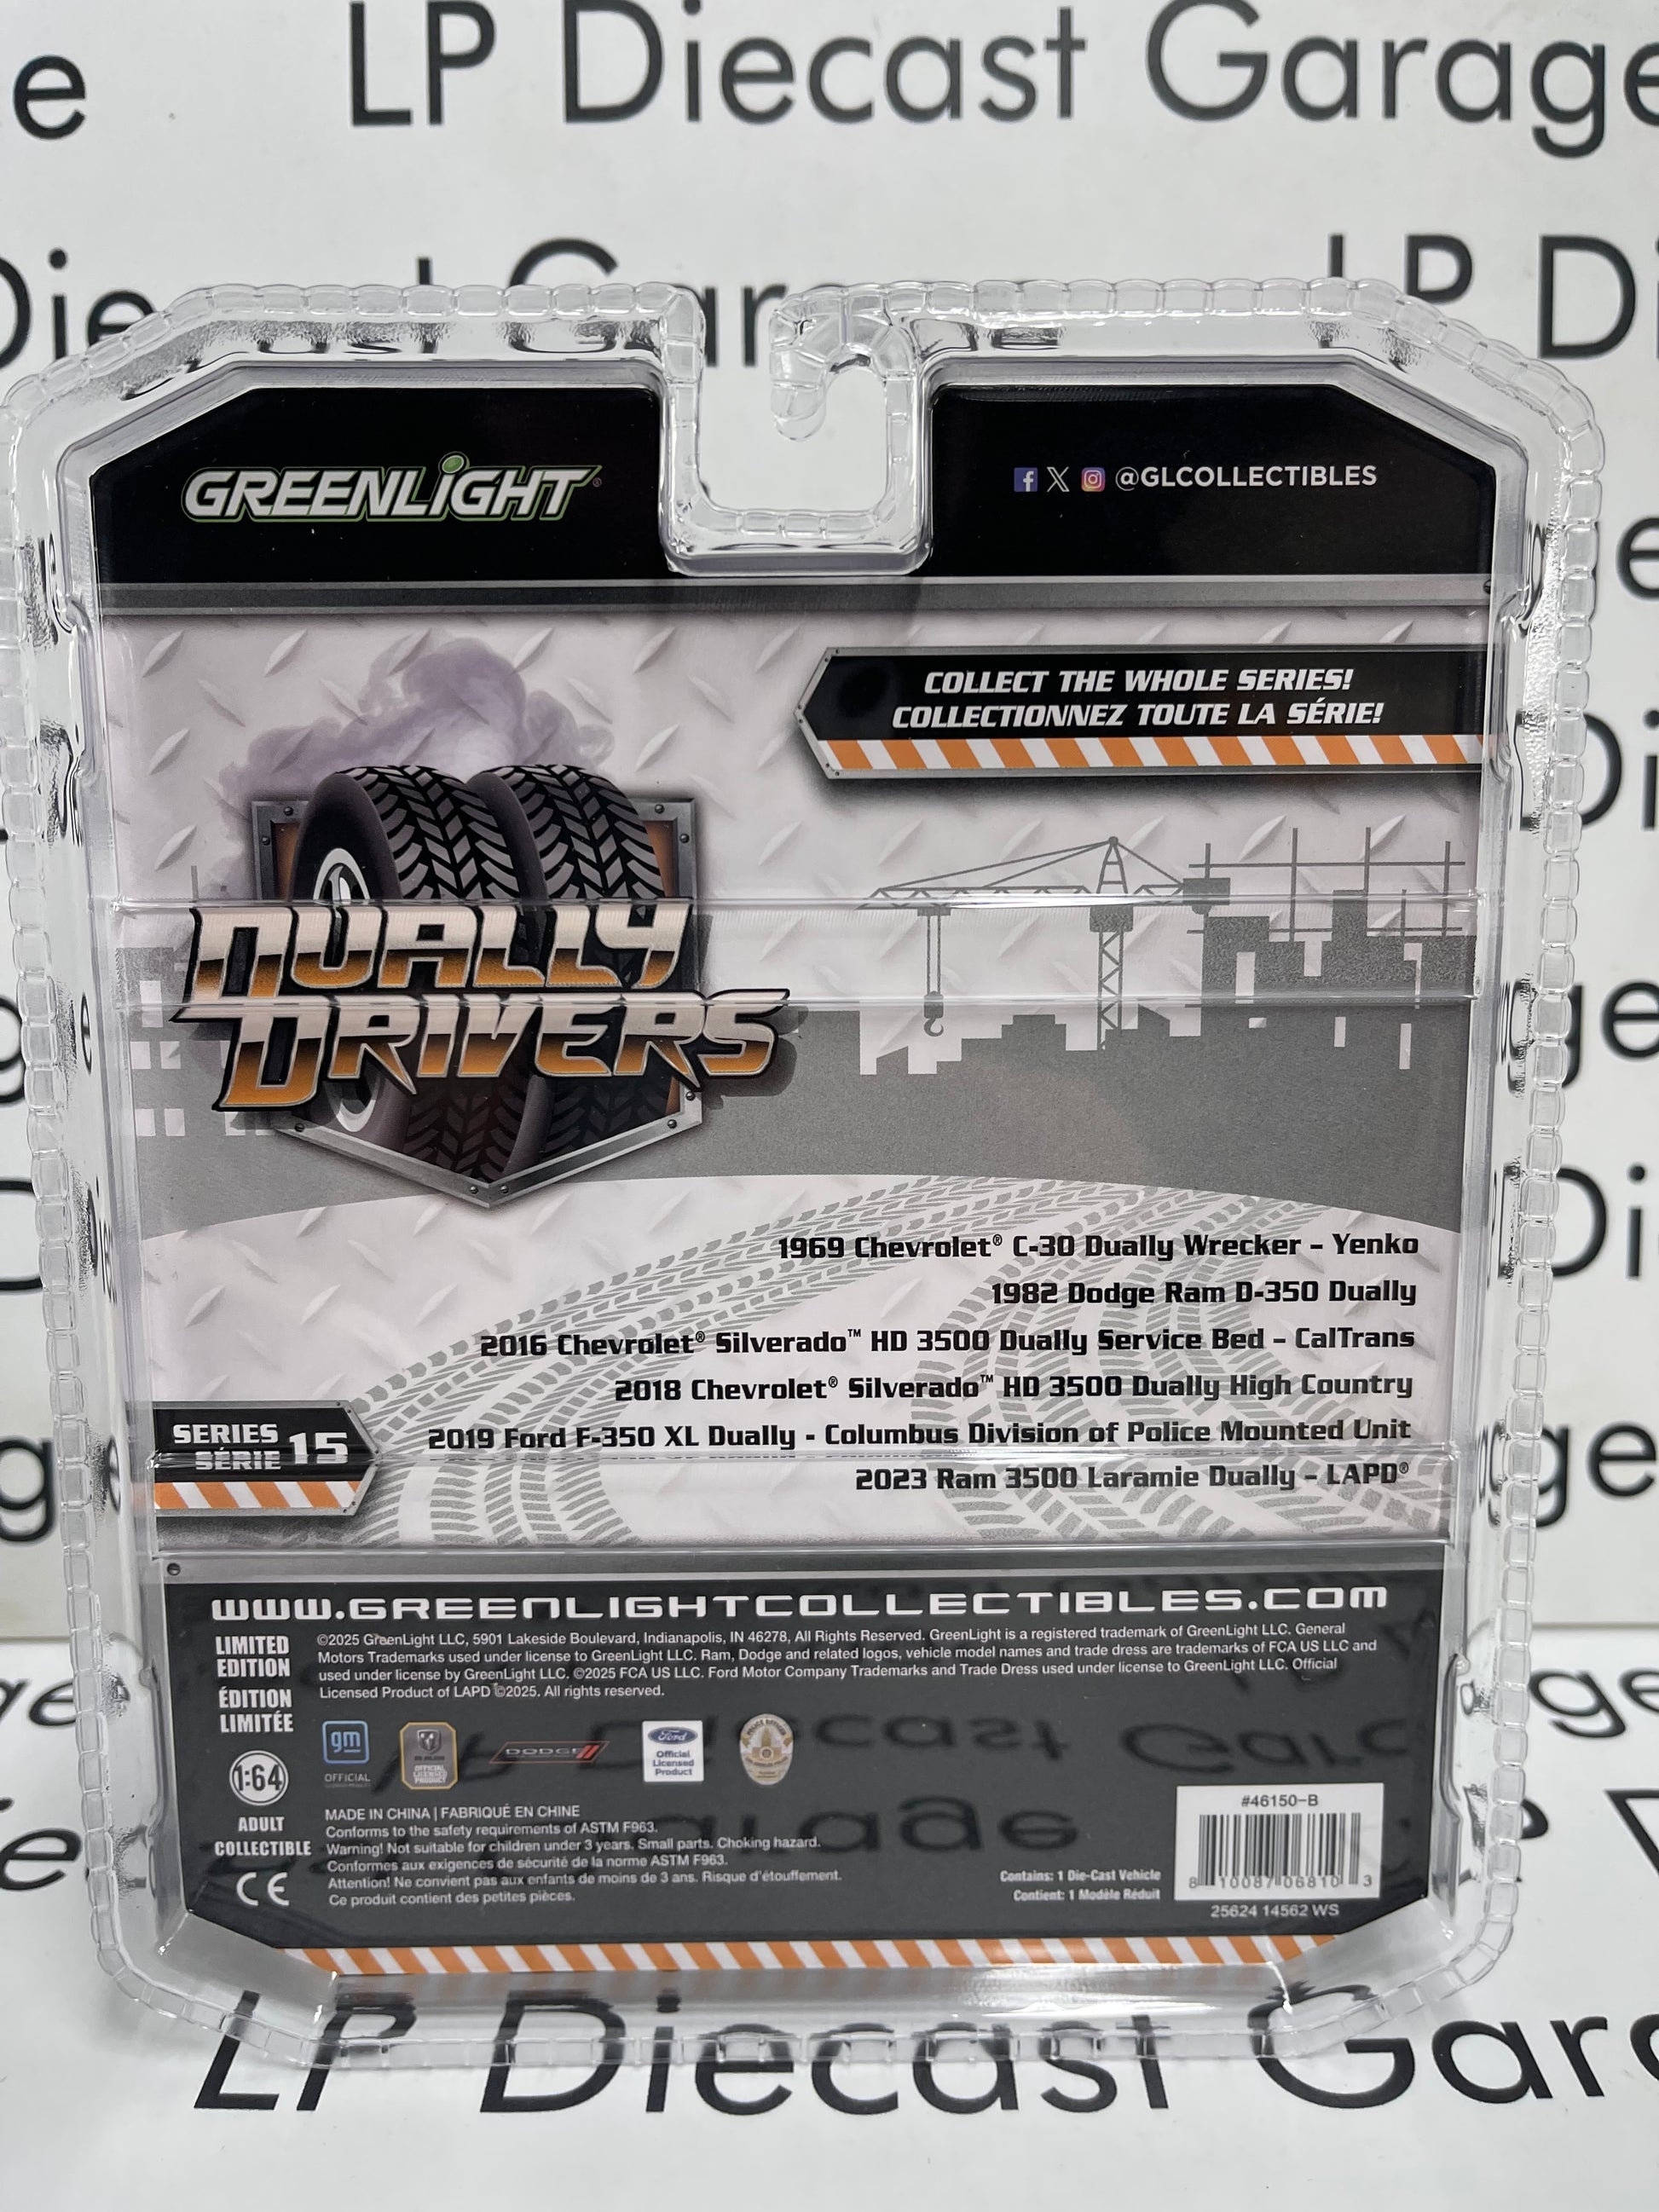 LP Diecast Garage
GREENLIGHT®
@GLCOLLECTIBLES
COLLECT THE WHOLE SERIES!
COLLECTIONNEZ TOUTE LA SÉRIE!
DUALLY
DRIVERS
1969 Chevrolet® C-30 Dually Wrecker – Yenko
1982 Dodge Ram D-350 Dually
2016 Chevrolet® Silverado™ HD 3500 Dually Service Bed – CalTrans
2018 Chevrolet® Silverado™ HD 3500 Dually High Country
2019 Ford F-350 XL Dually - Columbus Division of Police Mounted Unit
2023 Ram 3500 Laramie Dually – LAPD®
SERIES
SÉRIE 15
WWW.GREENLIGHTCOLLECTIBLES.COM
LIMITED
EDITION
ÉDITION
LIMITÉE
©2025 GreenLight LLC, 5901 Lakeside Boulevard, Indianapolis, IN 46278, All Rights Reserved. GreenLight is a registered trademark of GreenLight LLC. General
Motors Trademarks used under license to GreenLight LLC. Ram, Dodge and related logos, vehicle model names and trade dress are trademarks of FCA US LLC and
used under license by GreenLight LLC. ©2025 FCA US LLC. Ford Motor Company Trademarks and Trade Dress used under license to GreenLight LLC. Official
Licensed Product of LAPD ©2025. All rights reserved.
gm
OFFICIAL
OFFICIAL
LICENSED
PRODUCT
DODGE
Ford
Official
Licensed
Product
POLICE OFFICER
1:64
ADULT
COLLECTIBLE
CE
MADE IN CHINA | FABRIQUÉ EN CHINE
Conforms to the safety requirements of ASTM F963.
Warning! Not suitable for children under 3 years. Small parts. Choking hazard.
Conformes aux exigences de sécurité de la norme ASTM F963.
Attention! Ne convient pas aux enfants de moins de 3 ans. Risque d'étouffement.
Ce produit contient des petites pièces.
Contains: 1 Die-Cast Vehicle
Contient: 1 Modèle Réduit
#46150-B
8 10087 06810 3
25624 14562 WS
LP Diecast Gara